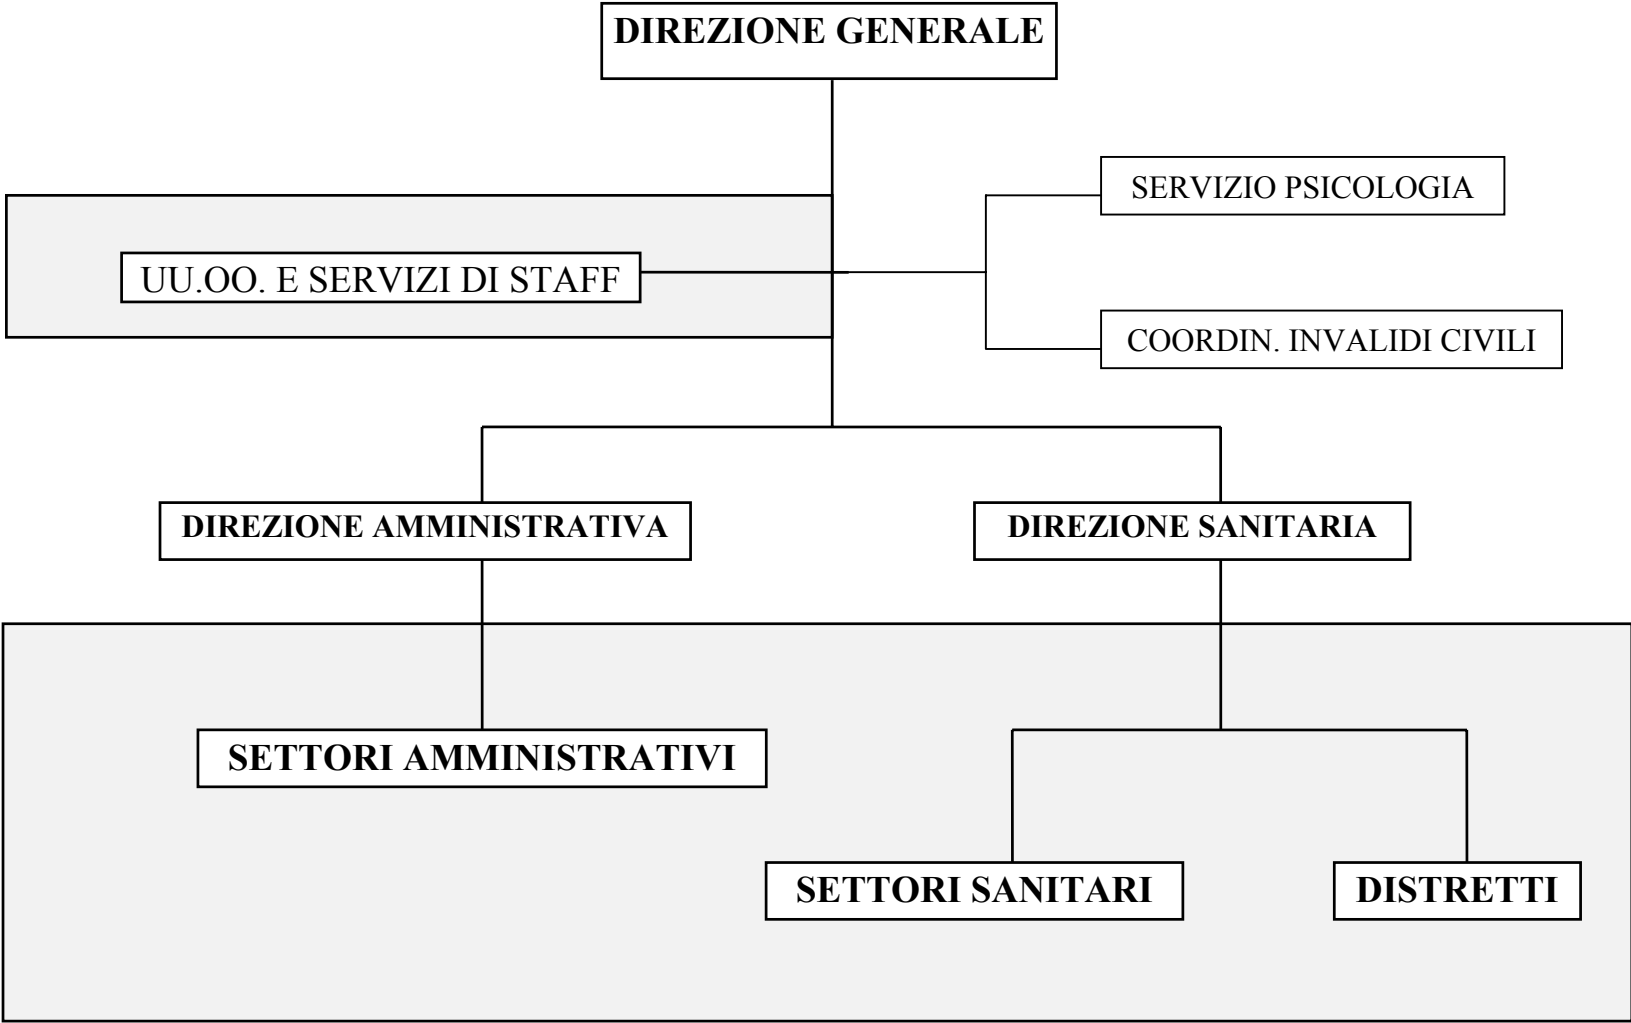 DIREZIONE GENERALE
SERVIZIO PSICOLOGIA
UU.OO. E SERVIZI DI STAFF
COORDIN. INVALIDI CIVILI
DIREZIONE AMMINISTRATIVA
DIREZIONE SANITARIA
SETTORI AMMINISTRATIVI
SETTORI SANITARI
DISTRETTI